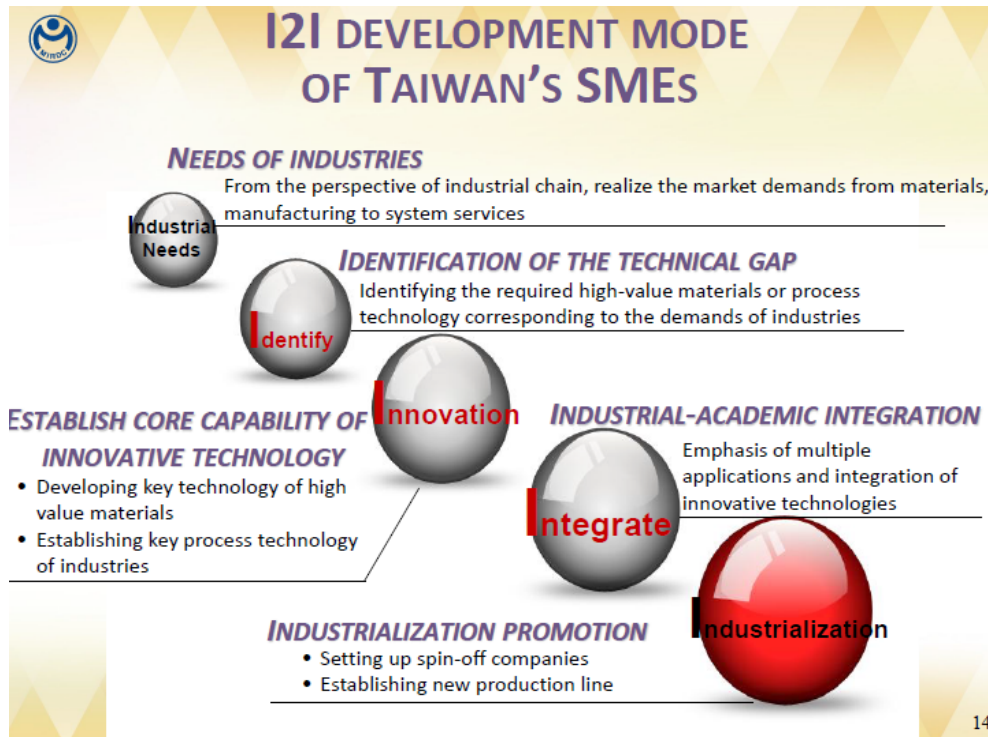 MIRDC
I2I DEVELOPMENT MODE
OF TAIWAN'S SMES
NEEDS OF INDUSTRIES
From the perspective of industrial chain, realize the market demands from materials,
manufacturing to system services
Industrial
Needs
IDENTIFICATION OF THE TECHNICAL GAP
Identifying the required high-value materials or process
technology corresponding to the demands of industries
Identify
Innovation
ESTABLISH CORE CAPABILITY OF
INNOVATIVE TECHNOLOGY
• Developing key technology of high
value materials
• Establishing key process technology
of industries
INDUSTRIAL-ACADEMIC INTEGRATION
Emphasis of multiple
applications and integration of
innovative technologies
Integrate
Industrialization
INDUSTRIALIZATION PROMOTION
• Setting up spin-off companies
• Establishing new production line
14